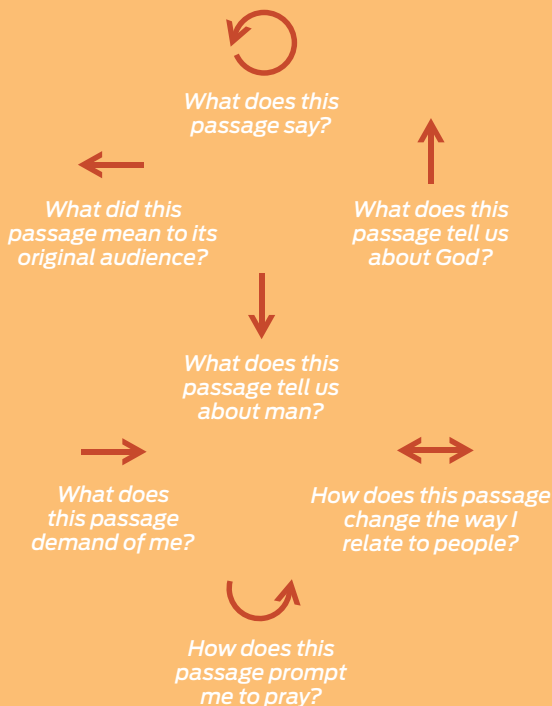 What does this
passage say?
What did this
passage mean to its
original audience?
What does this
passage tell us
about God?
What does this
passage tell us
about man?
What does
this passage
demand of me?
How does this passage
change the way I
relate to people?
How does this
passage prompt
me to pray?